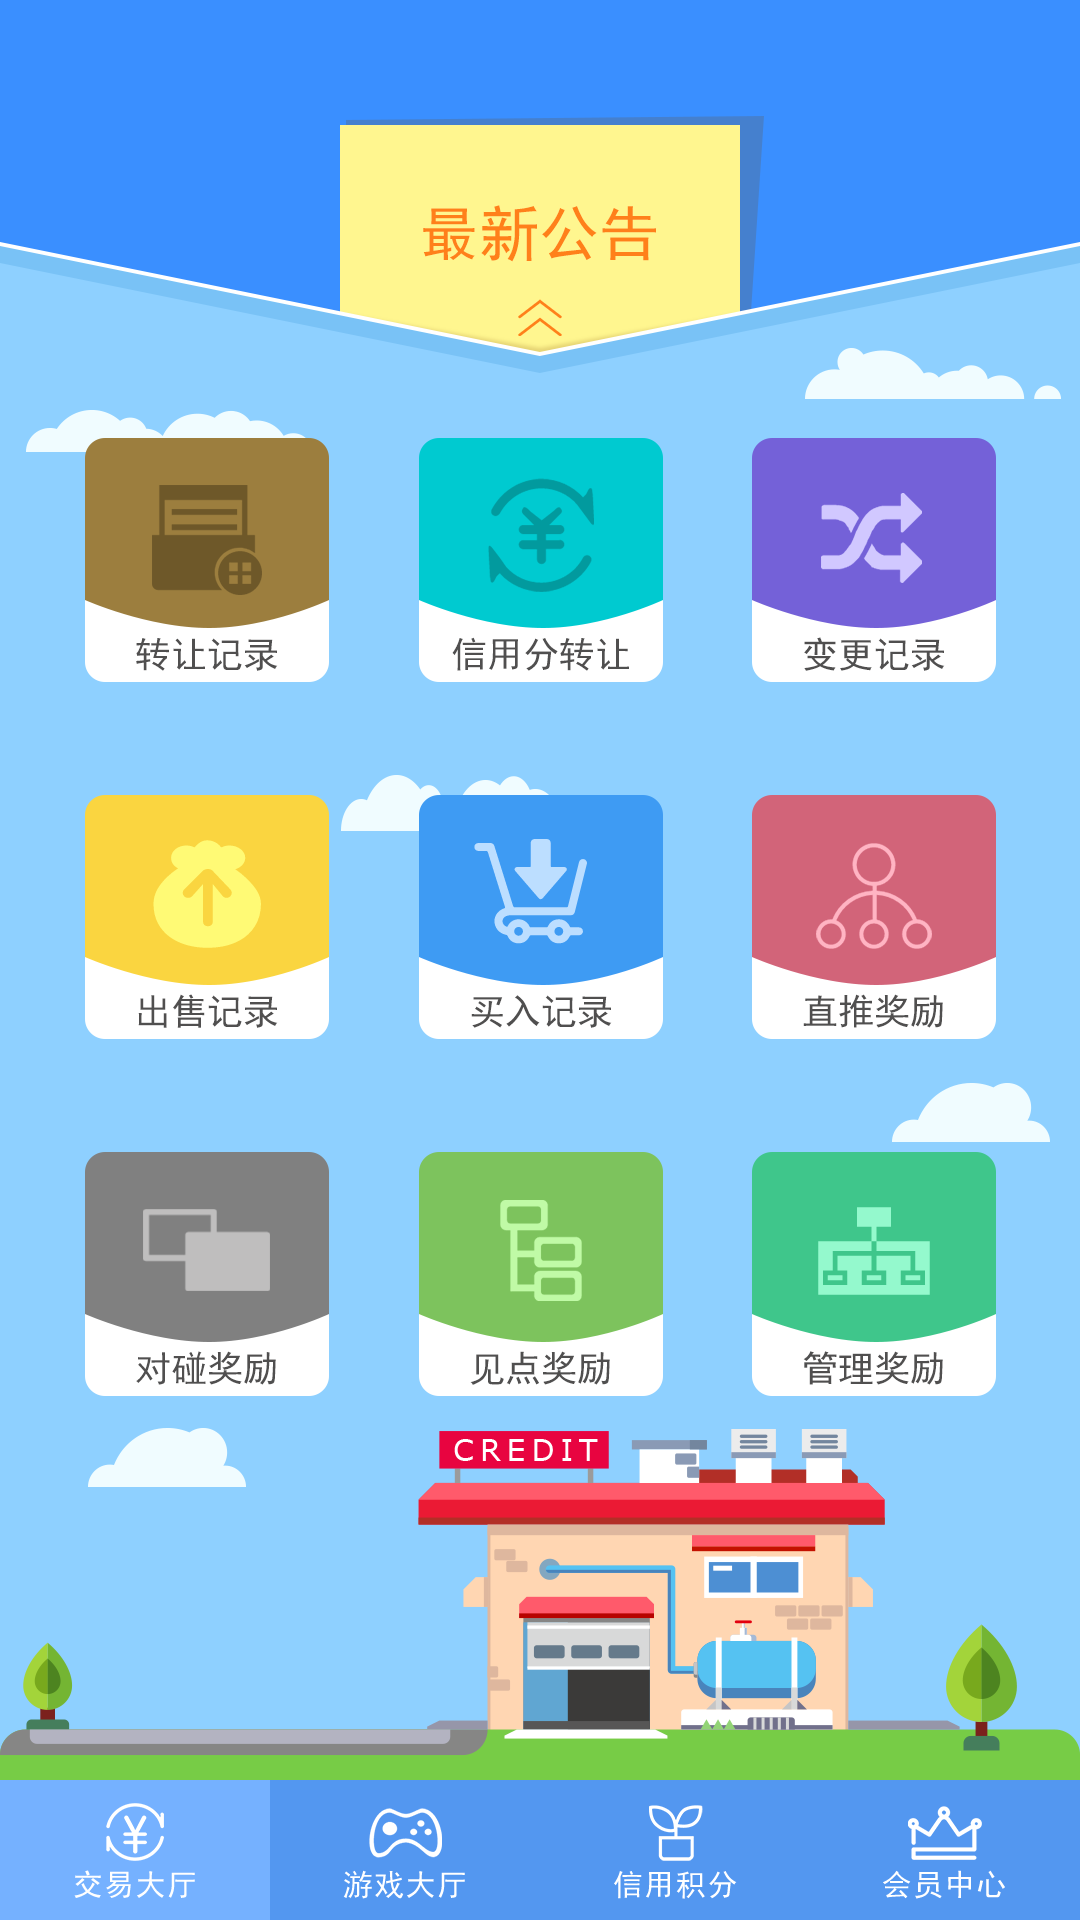 最新公告
转让记录
信用分转让
变更记录
出售记录
买入记录
直推奖励
对碰奖励
见点奖励
管理奖励
CREDIT
交易大厅
游戏大厅
信用积分
会员中心